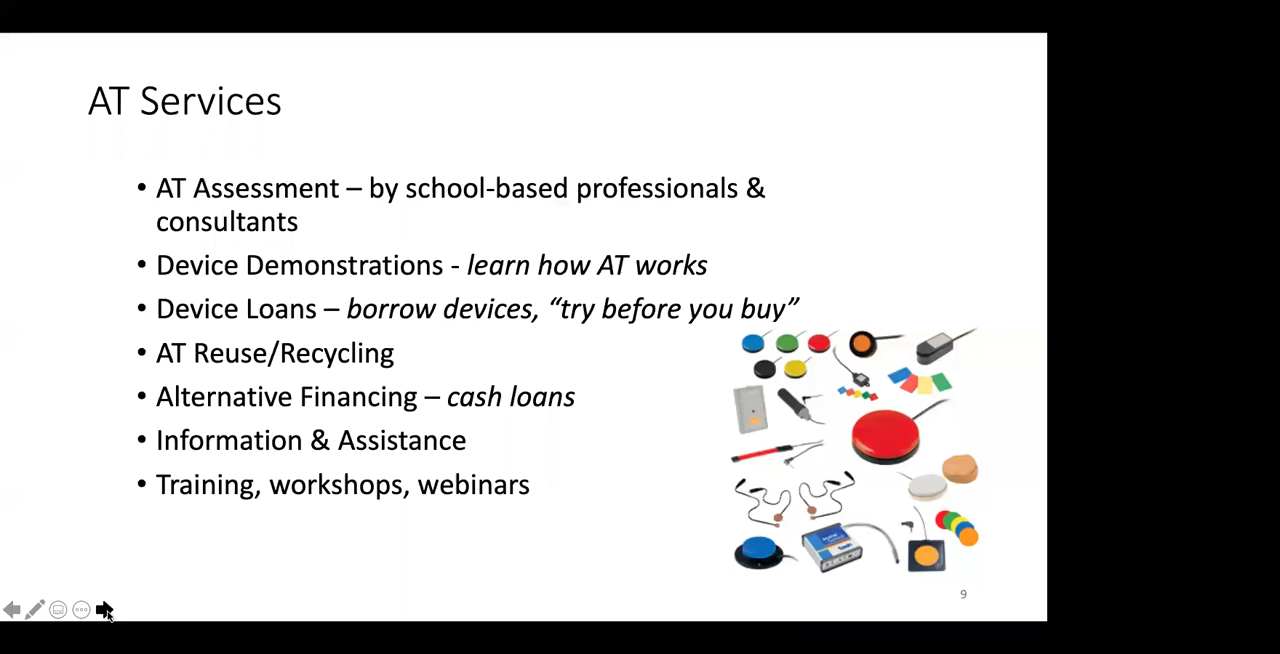 AT Services
• AT Assessment – by school-based professionals &
consultants
• Device Demonstrations - learn how AT works
• Device Loans – borrow devices, “try before you buy”
• AT Reuse/Recycling
• Alternative Financing – cash loans
• Information & Assistance
• Training, workshops, webinars
9